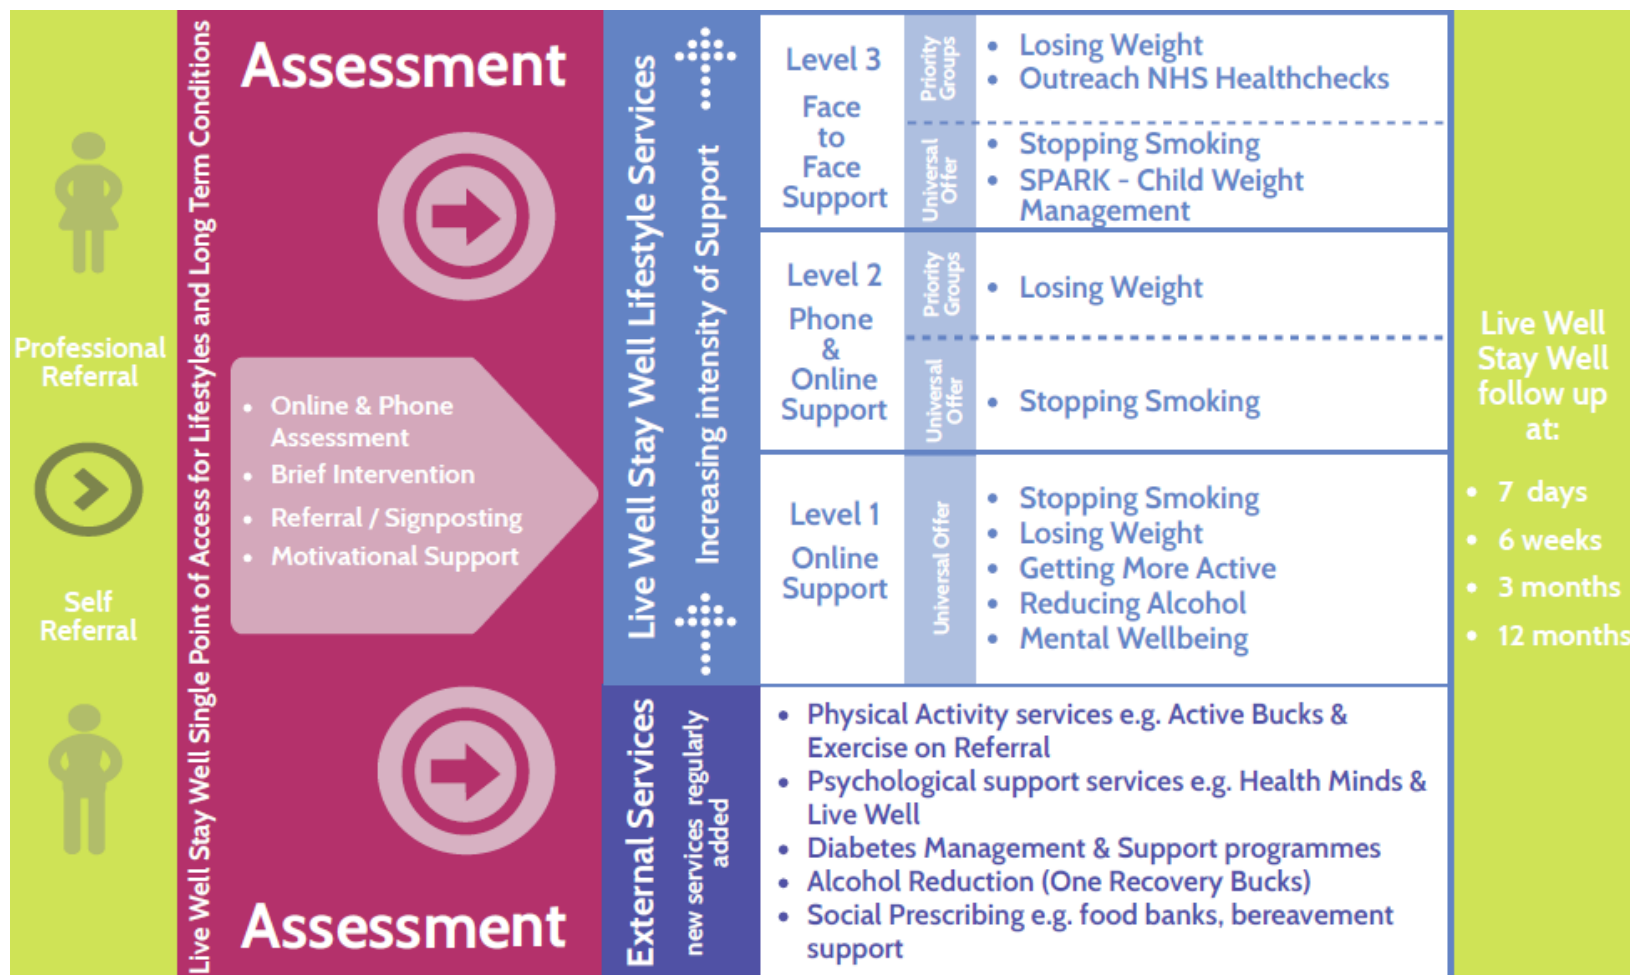 Professional
Referral
Self
Referral
Live Well Stay Well Single Point of Access for Lifestyles and Long Term Conditions
Assessment
• Online & Phone
Assessment
• Brief Intervention
• Referral / Signposting
• Motivational Support
Assessment
Live Well Stay Well Lifestyle Services
Increasing intensity of Support
Level 3
Face
to
Face
Support
Priority
Groups
• Losing Weight
• Outreach NHS Healthchecks
Universal
Offer
• Stopping Smoking
• SPARK - Child Weight
Management
Level 2
Phone
&
Online
Support
Priority
Groups
• Losing Weight
Universal
Offer
• Stopping Smoking
Level 1
Online
Support
Universal Offer
• Stopping Smoking
• Losing Weight
• Getting More Active
• Reducing Alcohol
• Mental Wellbeing
External Services
new services regularly
added
• Physical Activity services e.g. Active Bucks &
Exercise on Referral
• Psychological support services e.g. Health Minds &
Live Well
• Diabetes Management & Support programmes
• Alcohol Reduction (One Recovery Bucks)
• Social Prescribing e.g. food banks, bereavement
support
Live Well
Stay Well
follow up
at:
• 7 days
• 6 weeks
• 3 months
• 12 months